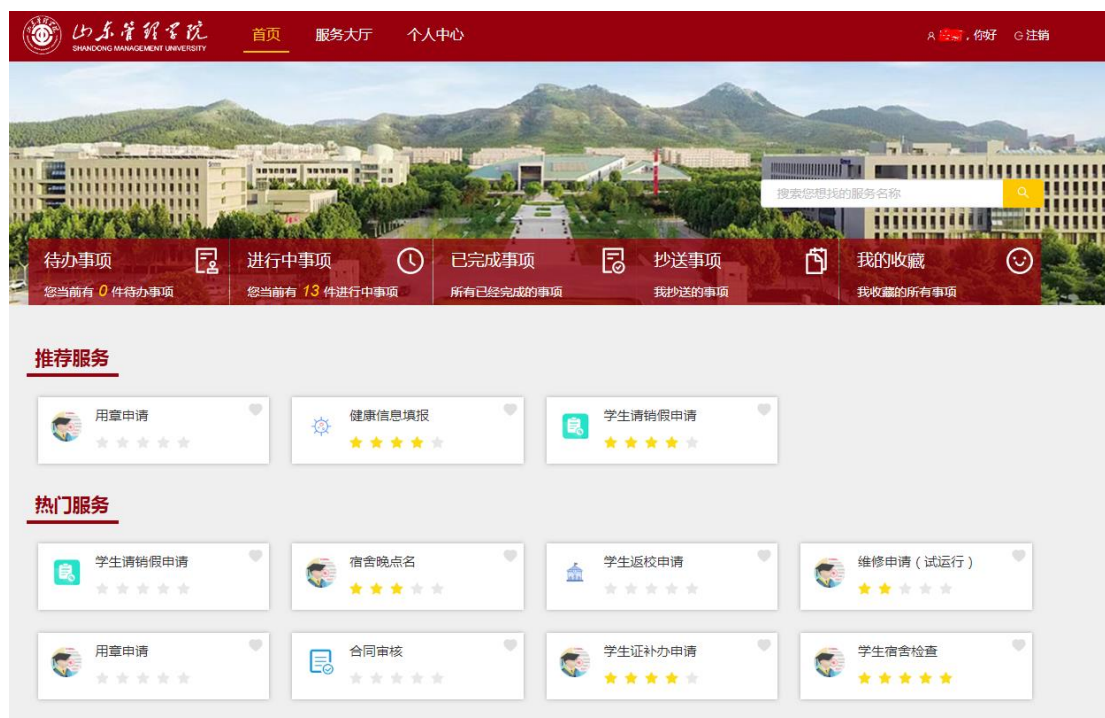 山东管理学院
SHANDONG MANAGEMENT UNIVERSITY
首页 服务大厅 个人中心
，你好 注销
搜索您想找的服务名称
待办事项 进行中事项 已完成事项 抄送事项 我的收藏
您当前有 0 件待办事项 您当前有 13 件进行中事项 所有已经完成的事项 我抄送的事项 我收藏的所有事项
推荐服务
用章申请 健康信息填报 学生请销假申请
热门服务
学生请销假申请 宿舍晚点名 学生返校申请 维修申请（试运行）
用章申请 合同审核 学生证补办申请 学生宿舍检查